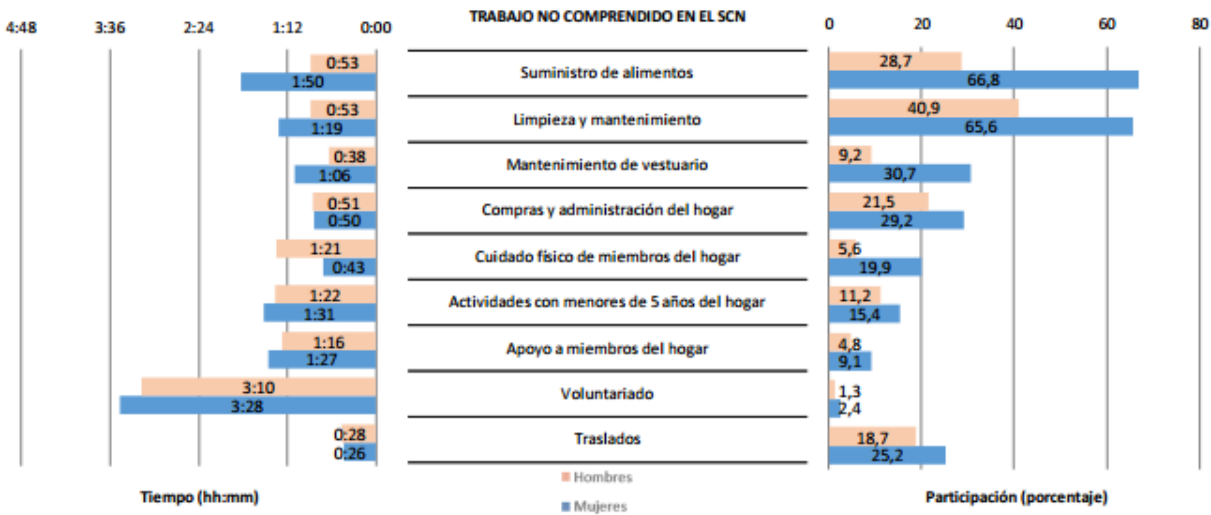 TRABAJO NO COMPRENDIDO EN EL SCN
4:48 3:36 2:24 1:12 0:00
0 20 40 60 80
0:53 Suministro de alimentos 28,7
1:50 66,8
0:53 Limpieza y mantenimiento 40,9
1:19 65,6
0:38 Mantenimiento de vestuario 9,2
1:06 30,7
0:51 Compras y administración del hogar 21,5
0:50 29,2
1:21 Cuidado físico de miembros del hogar 5,6
0:43 19,9
1:22 Actividades con menores de 5 años del hogar 11,2
1:31 15,4
1:16 Apoyo a miembros del hogar 4,8
1:27 9,1
3:10 Voluntariado 1,3
3:28 2,4
0:28 Traslados 18,7
0:26 25,2
Hombres
Tiempo (hh:mm) Participación (porcentaje)
Mujeres